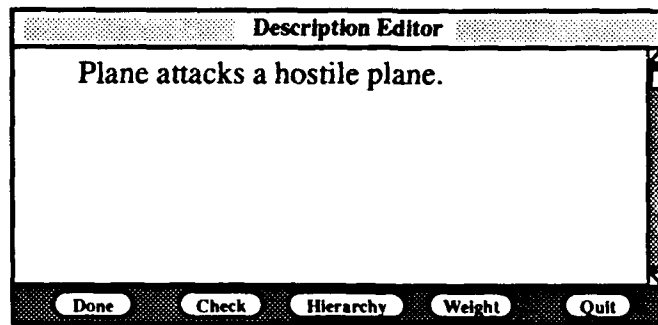 Description Editor
Plane attacks a hostile plane.
Done Check Hierarchy Weight Quit